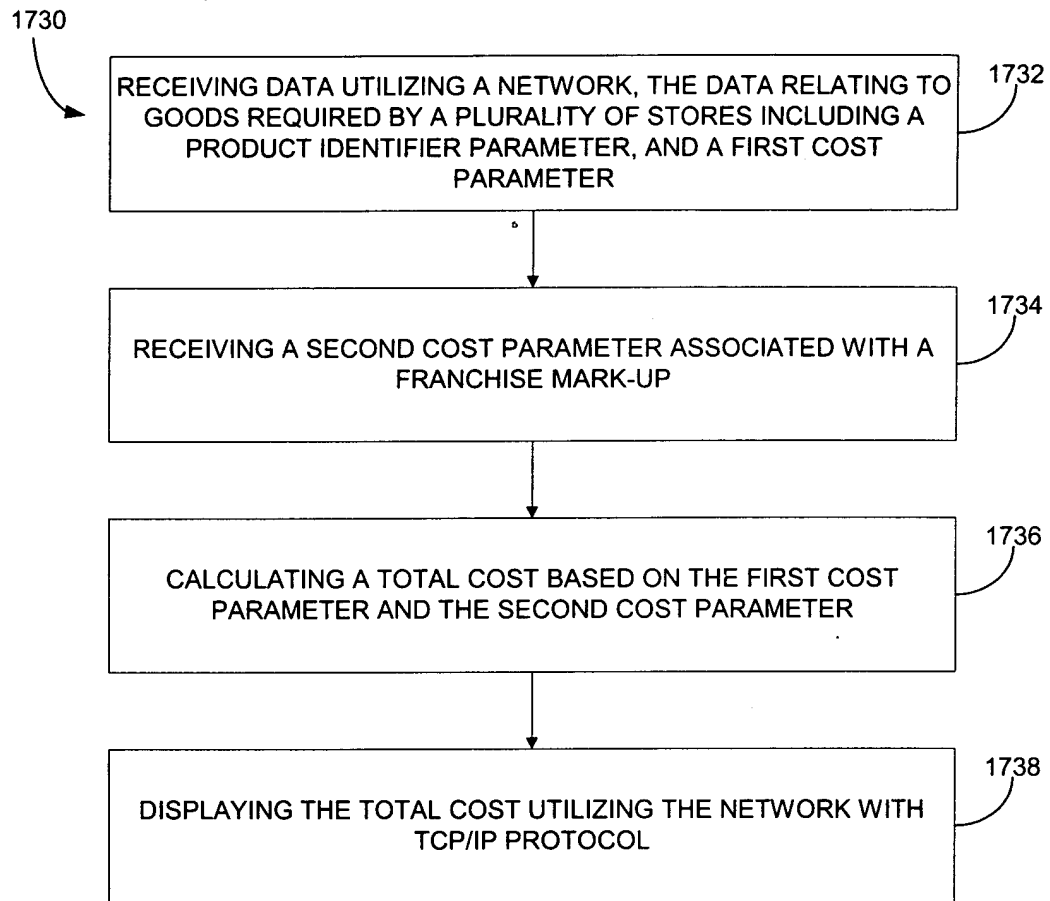 1730
RECEIVING DATA UTILIZING A NETWORK, THE DATA RELATING TO
GOODS REQUIRED BY A PLURALITY OF STORES INCLUDING A
PRODUCT IDENTIFIER PARAMETER, AND A FIRST COST
PARAMETER
1732
RECEIVING A SECOND COST PARAMETER ASSOCIATED WITH A
FRANCHISE MARK-UP
1734
CALCULATING A TOTAL COST BASED ON THE FIRST COST
PARAMETER AND THE SECOND COST PARAMETER
1736
DISPLAYING THE TOTAL COST UTILIZING THE NETWORK WITH
TCP/IP PROTOCOL
1738